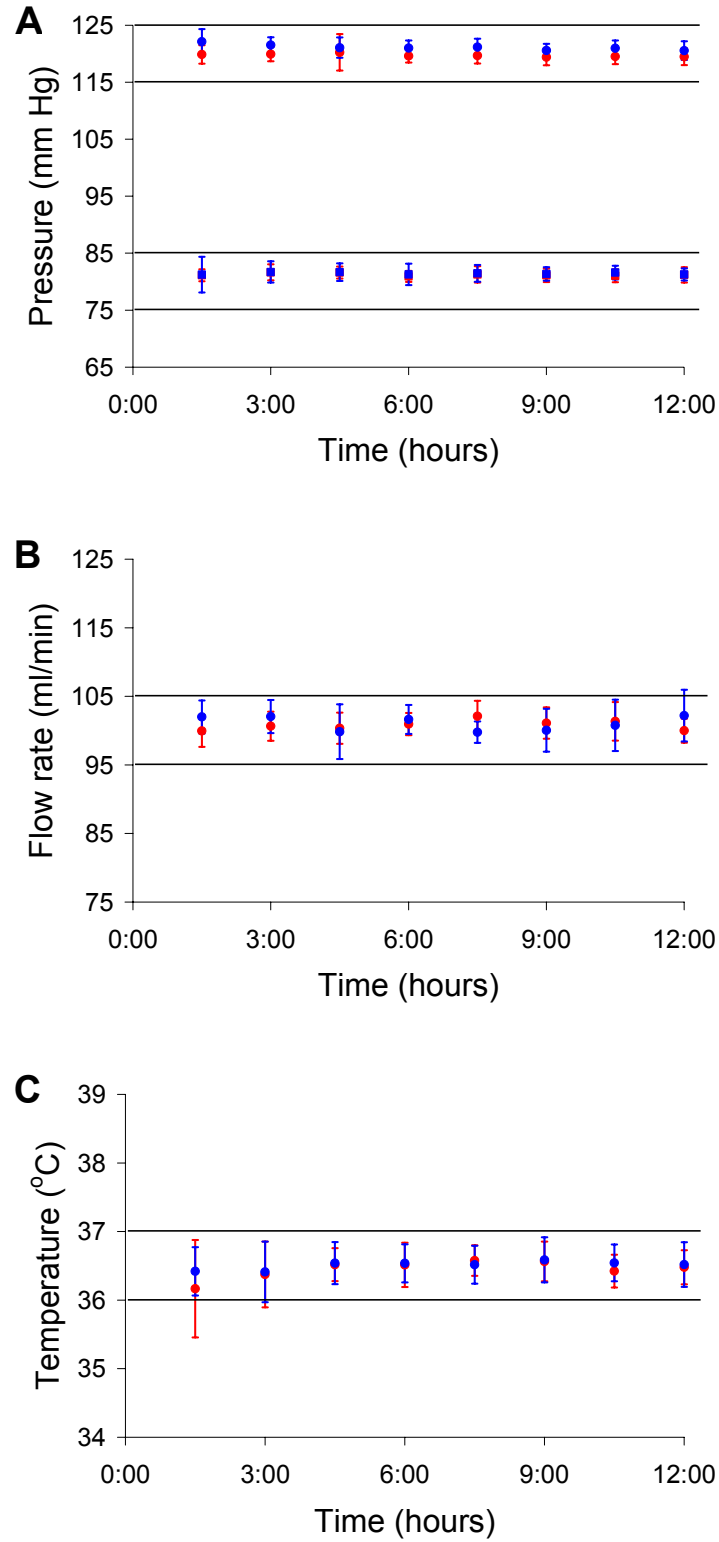 A
Pressure (mm Hg)
125
115
105
95
85
75
65
0:00 3:00 6:00 9:00 12:00
Time (hours)
B
Flow rate (ml/min)
125
115
105
95
85
75
0:00 3:00 6:00 9:00 12:00
Time (hours)
C
Temperature (°C)
39
38
37
36
35
34
0:00 3:00 6:00 9:00 12:00
Time (hours)